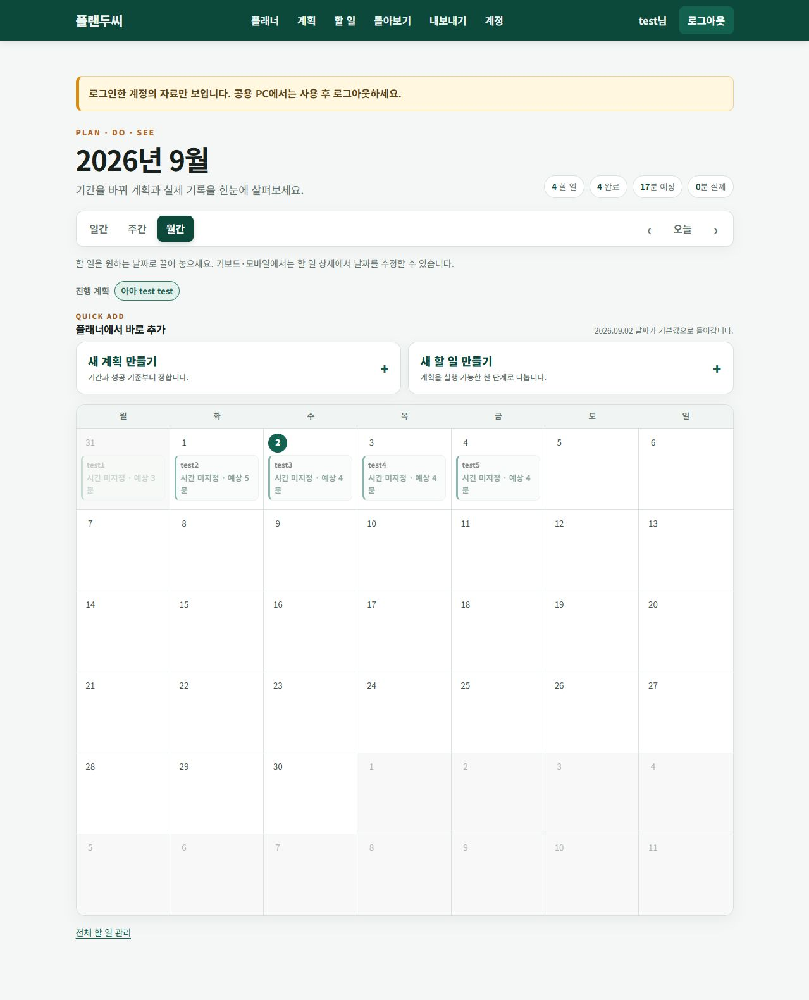 플랜두씨
플래너 계획 할 일 돌아보기 내보내기 계정
test님 로그아웃
로그인한 계정의 자료만 보입니다. 공용 PC에서는 사용 후 로그아웃하세요.
PLAN · DO · SEE
2026년 9월
기간을 바꿔 계획과 실제 기록을 한눈에 살펴보세요.
4 할 일 4 완료 17분 예상 0분 실제
일간 주간 월간 ‹ 오늘 ›
할 일을 원하는 날짜로 끌어 놓으세요. 키보드·모바일에서는 할 일 상세에서 날짜를 수정할 수 있습니다.
진행 계획 아아 test test
QUICK ADD
플래너에서 바로 추가
2026.09.02 날짜가 기본값으로 들어갑니다.
새 계획 만들기
기간과 성공 기준부터 정합니다.
+
새 할 일 만들기
계획을 실행 가능한 한 단계로 나눕니다.
+
월 화 수 목 금 토 일
31 1 2 3 4 5 6
test1
시간 미지정 · 예상 3
분
test2
시간 미지정 · 예상 5
분
test3
시간 미지정 · 예상 4
분
test4
시간 미지정 · 예상 4
분
test5
시간 미지정 · 예상 4
분
7 8 9 10 11 12 13
14 15 16 17 18 19 20
21 22 23 24 25 26 27
28 29 30 1 2 3 4
5 6 7 8 9 10 11
전체 할 일 관리